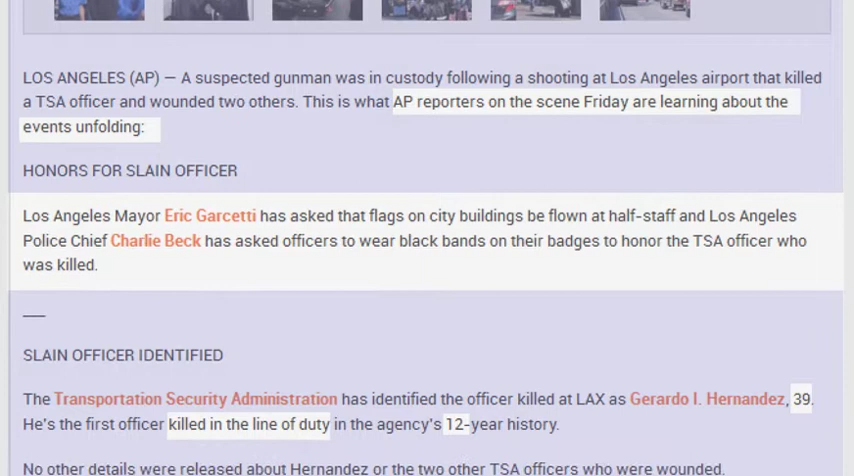 LOS ANGELES (AP) — A suspected gunman was in custody following a shooting at Los Angeles airport that killed
a TSA officer and wounded two others. This is what AP reporters on the scene Friday are learning about the
events unfolding:
HONORS FOR SLAIN OFFICER
Los Angeles Mayor Eric Garcetti has asked that flags on city buildings be flown at half-staff and Los Angeles
Police Chief Charlie Beck has asked officers to wear black bands on their badges to honor the TSA officer who
was killed.
—
SLAIN OFFICER IDENTIFIED
The Transportation Security Administration has identified the officer killed at LAX as Gerardo I. Hernandez, 39.
He's the first officer killed in the line of duty in the agency's 12-year history.
No other details were released about Hernandez or the two other TSA officers who were wounded.